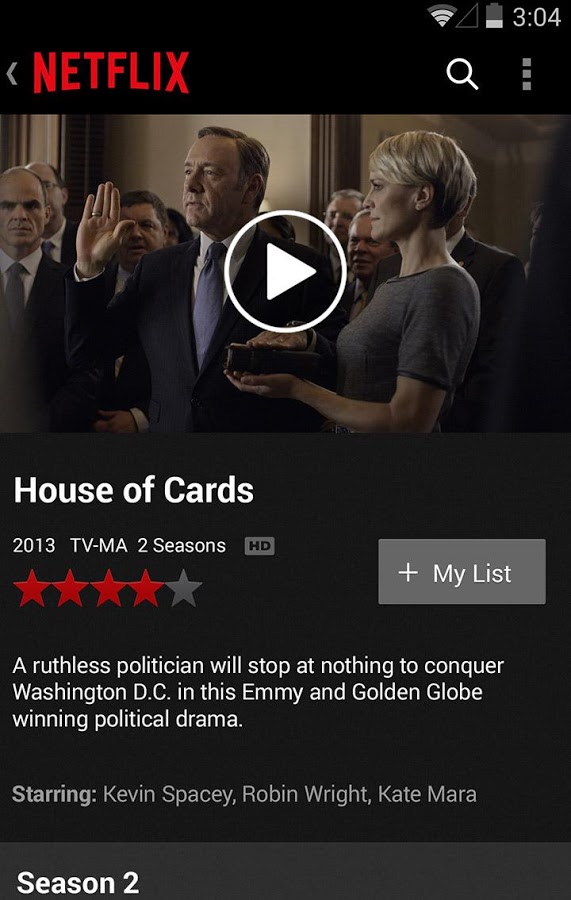 3:04
NETFLIX
House of Cards
2013 TV-MA 2 Seasons HD
+ My List
A ruthless politician will stop at nothing to conquer
Washington D.C. in this Emmy and Golden Globe
winning political drama.
Starring: Kevin Spacey, Robin Wright, Kate Mara
Season 2